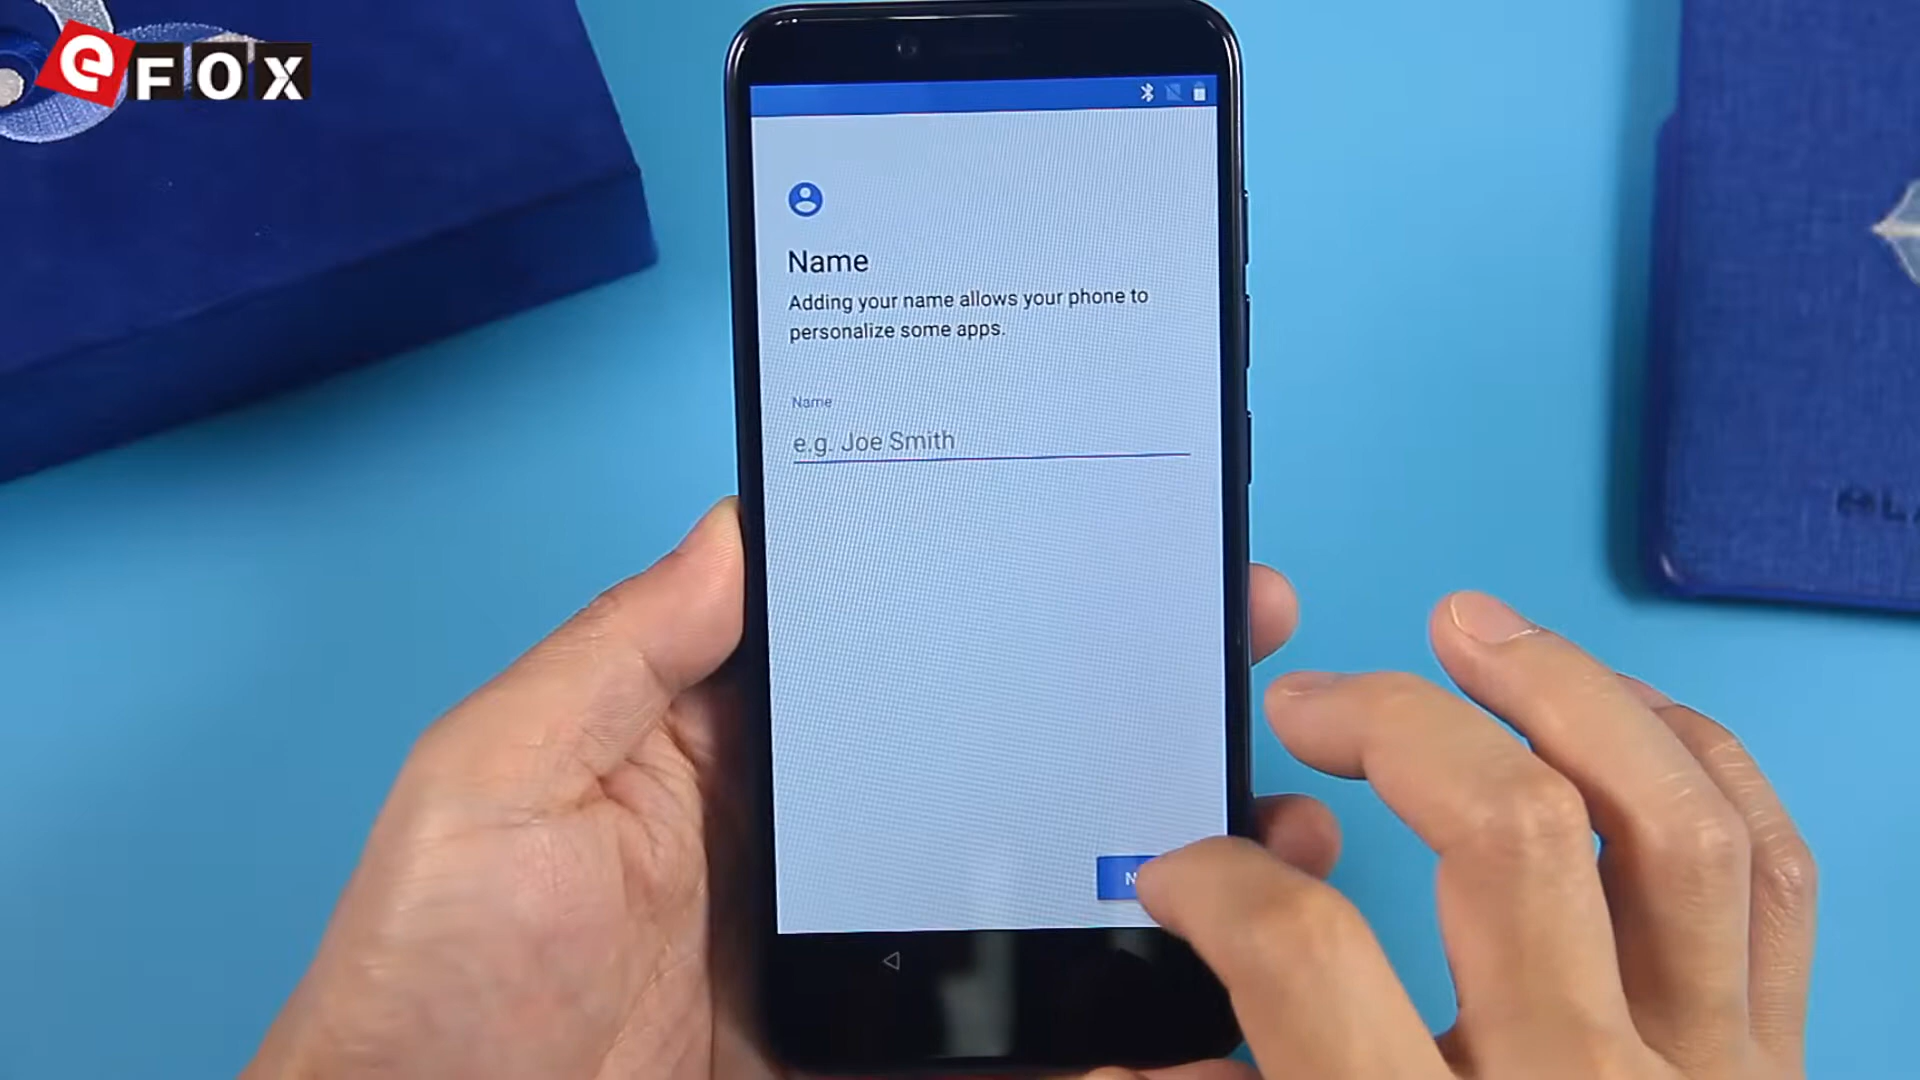 eFOX
Name
Adding your name allows your phone to
personalize some apps.
Name
e.g. Joe Smith